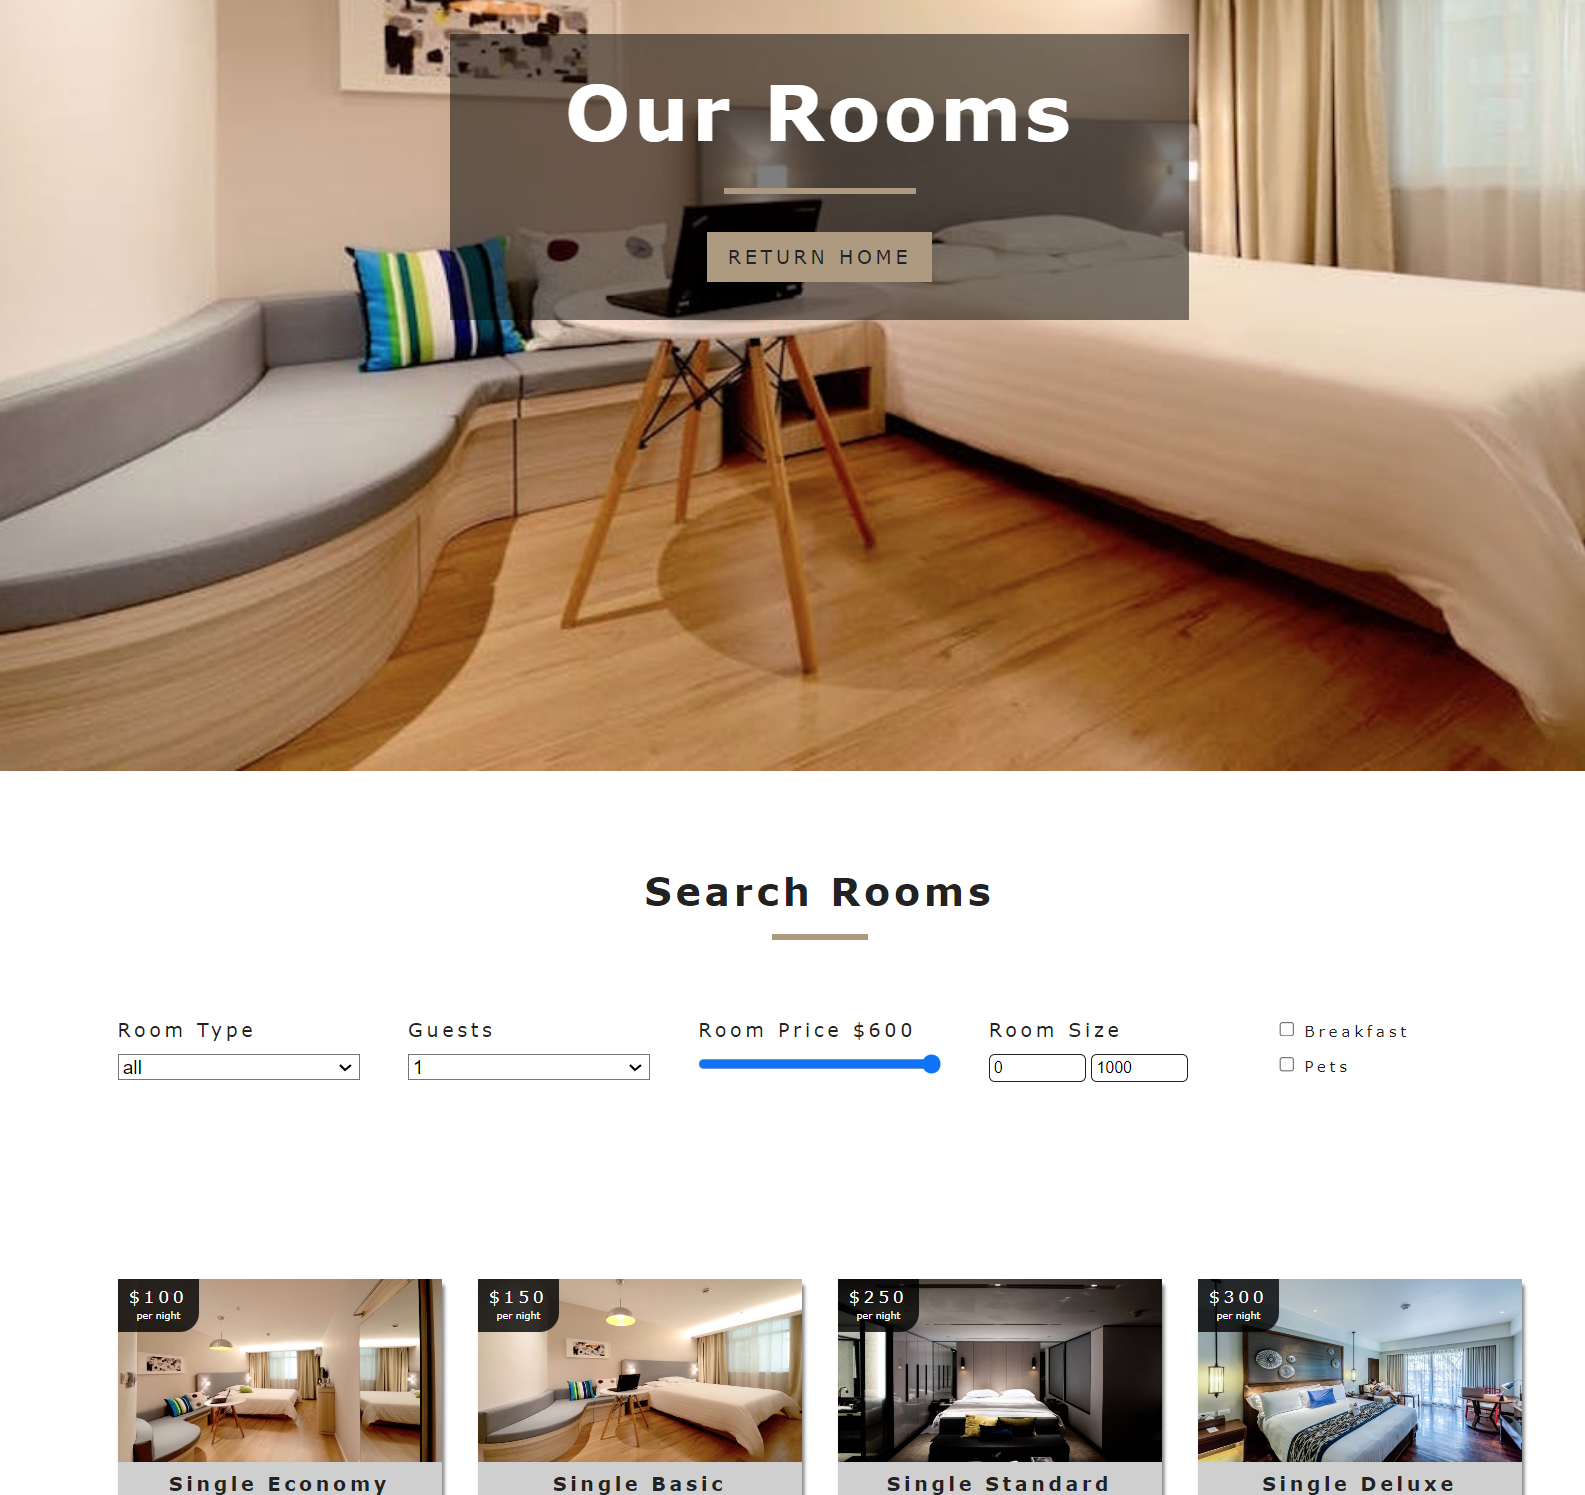 Our Rooms
RETURN HOME
Search Rooms
Room Type
all
Guests
1
Room Price $600
Room Size
0
1000
Breakfast
Pets
$100
per night
Single Economy
$150
per night
Single Basic
$250
per night
Single Standard
$300
per night
Single Deluxe